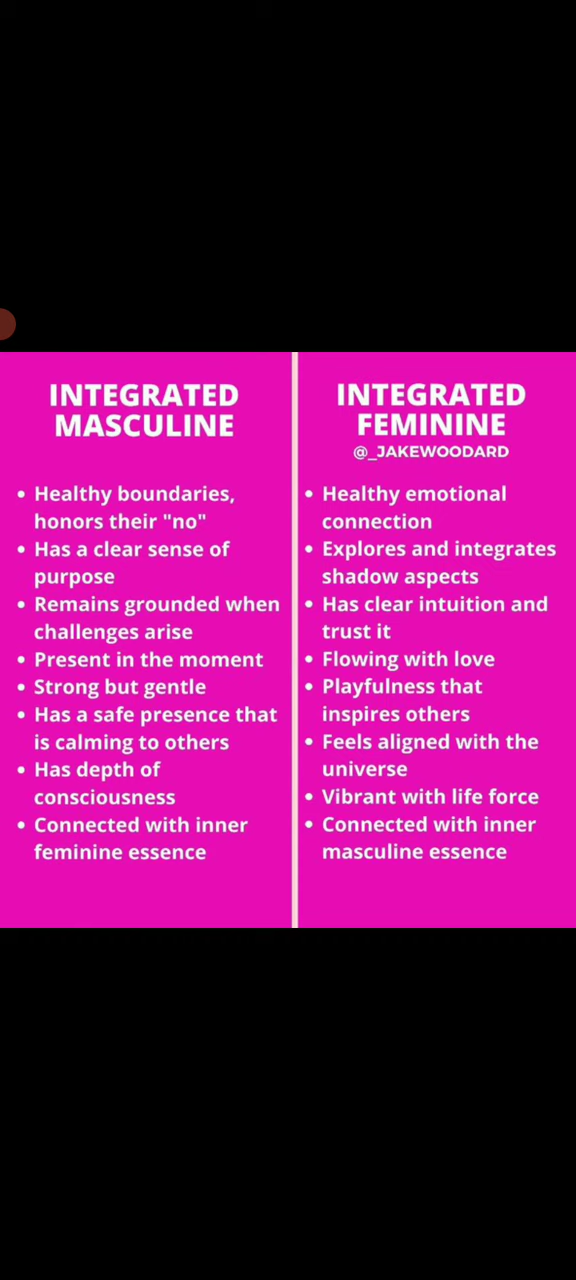 INTEGRATED
MASCULINE
• Healthy boundaries,
honors their "no"
• Has a clear sense of
purpose
• Remains grounded when
challenges arise
• Present in the moment
• Strong but gentle
• Has a safe presence that
is calming to others
• Has depth of
consciousness
• Connected with inner
feminine essence
INTEGRATED
FEMININE
@_JAKEWOODARD
• Healthy emotional
connection
• Explores and integrates
shadow aspects
• Has clear intuition and
trust it
• Flowing with love
• Playfulness that
inspires others
• Feels aligned with the
universe
• Vibrant with life force
• Connected with inner
masculine essence